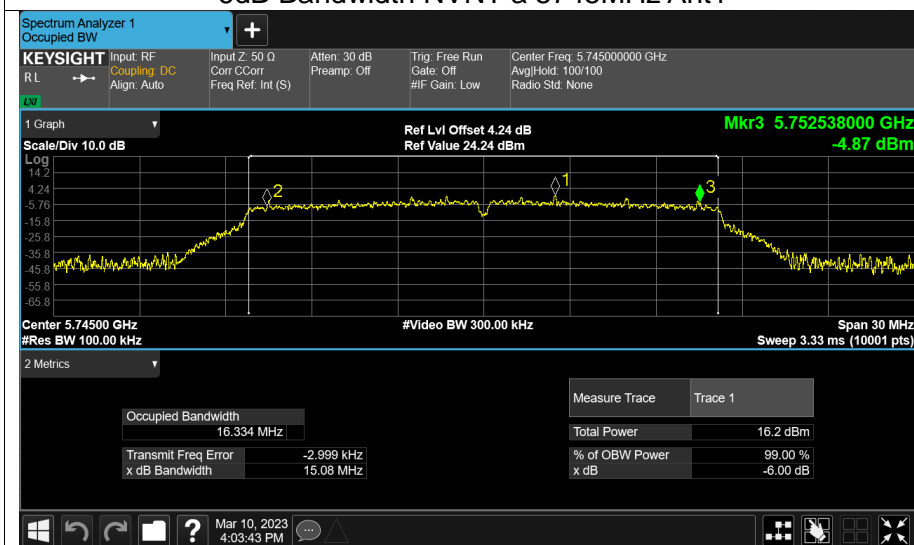 Spectrum Analyzer 1
Occupied BW
KEYSIGHT Input: RF Input Z: 50 Ω Atten: 30 dB Trig: Free Run Center Freq: 5.745000000 GHz
R L Coupling: DC Corr CCorr Preamp: Off Gate: Off Avg|Hold: 100/100
Align: Auto Freq Ref: Int (S) #IF Gain: Low Radio Std: None
LXI
1 Graph Ref Lvl Offset 4.24 dB Mkr3 5.752538000 GHz
Scale/Div 10.0 dB Ref Value 24.24 dBm -4.87 dBm
Log
14.2
4.24
-5.76
-15.8
-25.8
-35.8
-45.8
-55.8
-65.8
2
1
3
Center 5.74500 GHz #Video BW 300.00 kHz Span 30 MHz
#Res BW 100.00 kHz Sweep 3.33 ms (10001 pts)
2 Metrics
Measure Trace Trace 1
Occupied Bandwidth
16.334 MHz Total Power 16.2 dBm
Transmit Freq Error -2.999 kHz % of OBW Power 99.00 %
x dB Bandwidth 15.08 MHz x dB -6.00 dB
Mar 10, 2023
4:03:43 PM